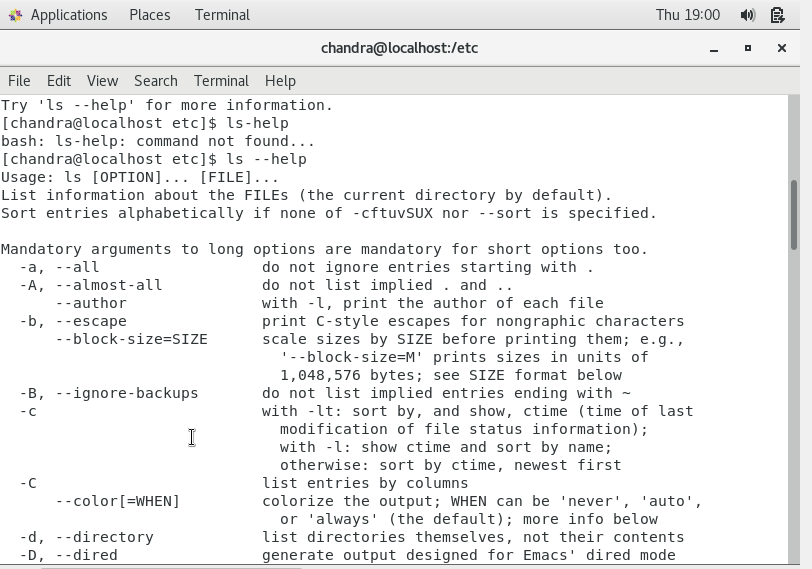 Applications Places Terminal Thu 19:00
chandra@localhost:/etc
File Edit View Search Terminal Help
Try 'ls --help' for more information.
[chandra@localhost etc]$ ls-help
bash: ls-help: command not found...
[chandra@localhost etc]$ ls --help
Usage: ls [OPTION]... [FILE]...
List information about the FILEs (the current directory by default).
Sort entries alphabetically if none of -cftuvSUX nor --sort is specified.

Mandatory arguments to long options are mandatory for short options too.
  -a, --all                  do not ignore entries starting with .
  -A, --almost-all           do not list implied . and ..
      --author               with -l, print the author of each file
  -b, --escape               print C-style escapes for nongraphic characters
      --block-size=SIZE      scale sizes by SIZE before printing them; e.g.,
                               '--block-size=M' prints sizes in units of
                               1,048,576 bytes; see SIZE format below
  -B, --ignore-backups       do not list implied entries ending with ~
  -c                         with -lt: sort by, and show, ctime (time of last
                               modification of file status information);
                               with -l: show ctime and sort by name;
                               otherwise: sort by ctime, newest first
  -C                         list entries by columns
      --color[=WHEN]         colorize the output; WHEN can be 'never', 'auto',
                               or 'always' (the default); more info below
  -d, --directory            list directories themselves, not their contents
  -D, --dired                generate output designed for Emacs' dired mode